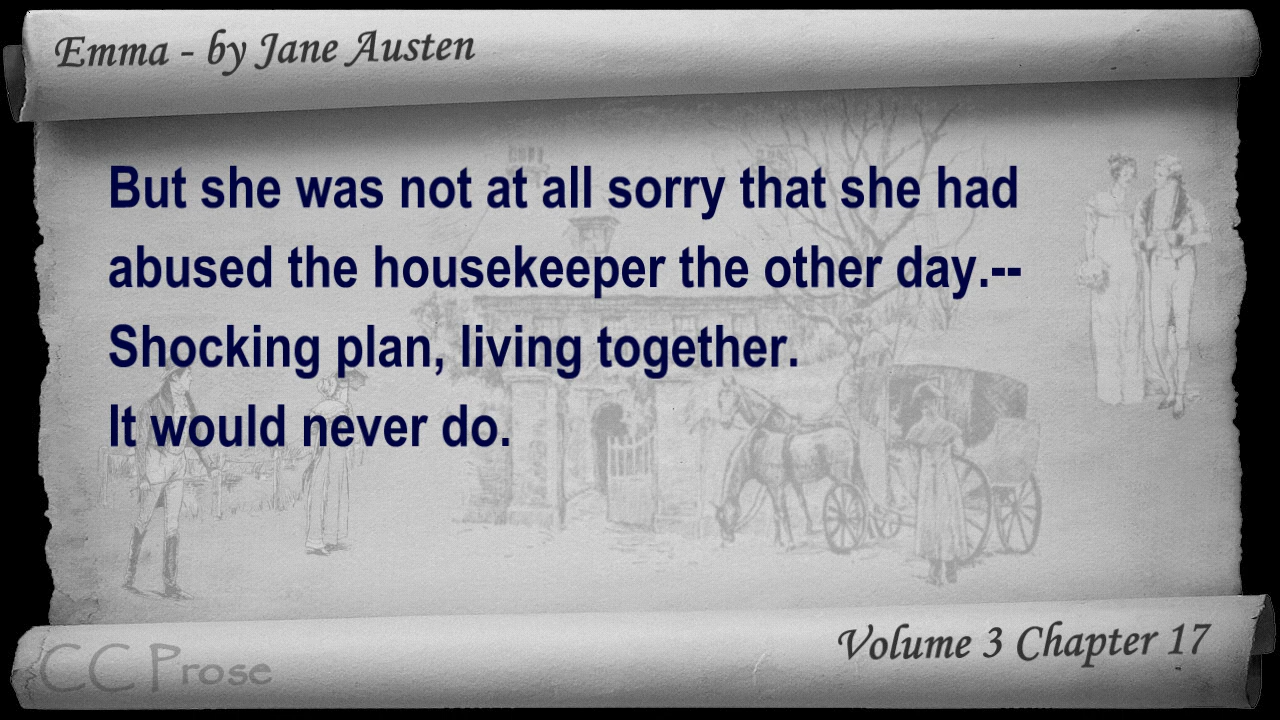 Emma - by Jane Austen
But she was not at all sorry that she had
abused the housekeeper the other day.--
Shocking plan, living together.
It would never do.
Volume 3 Chapter 17
CC Prose